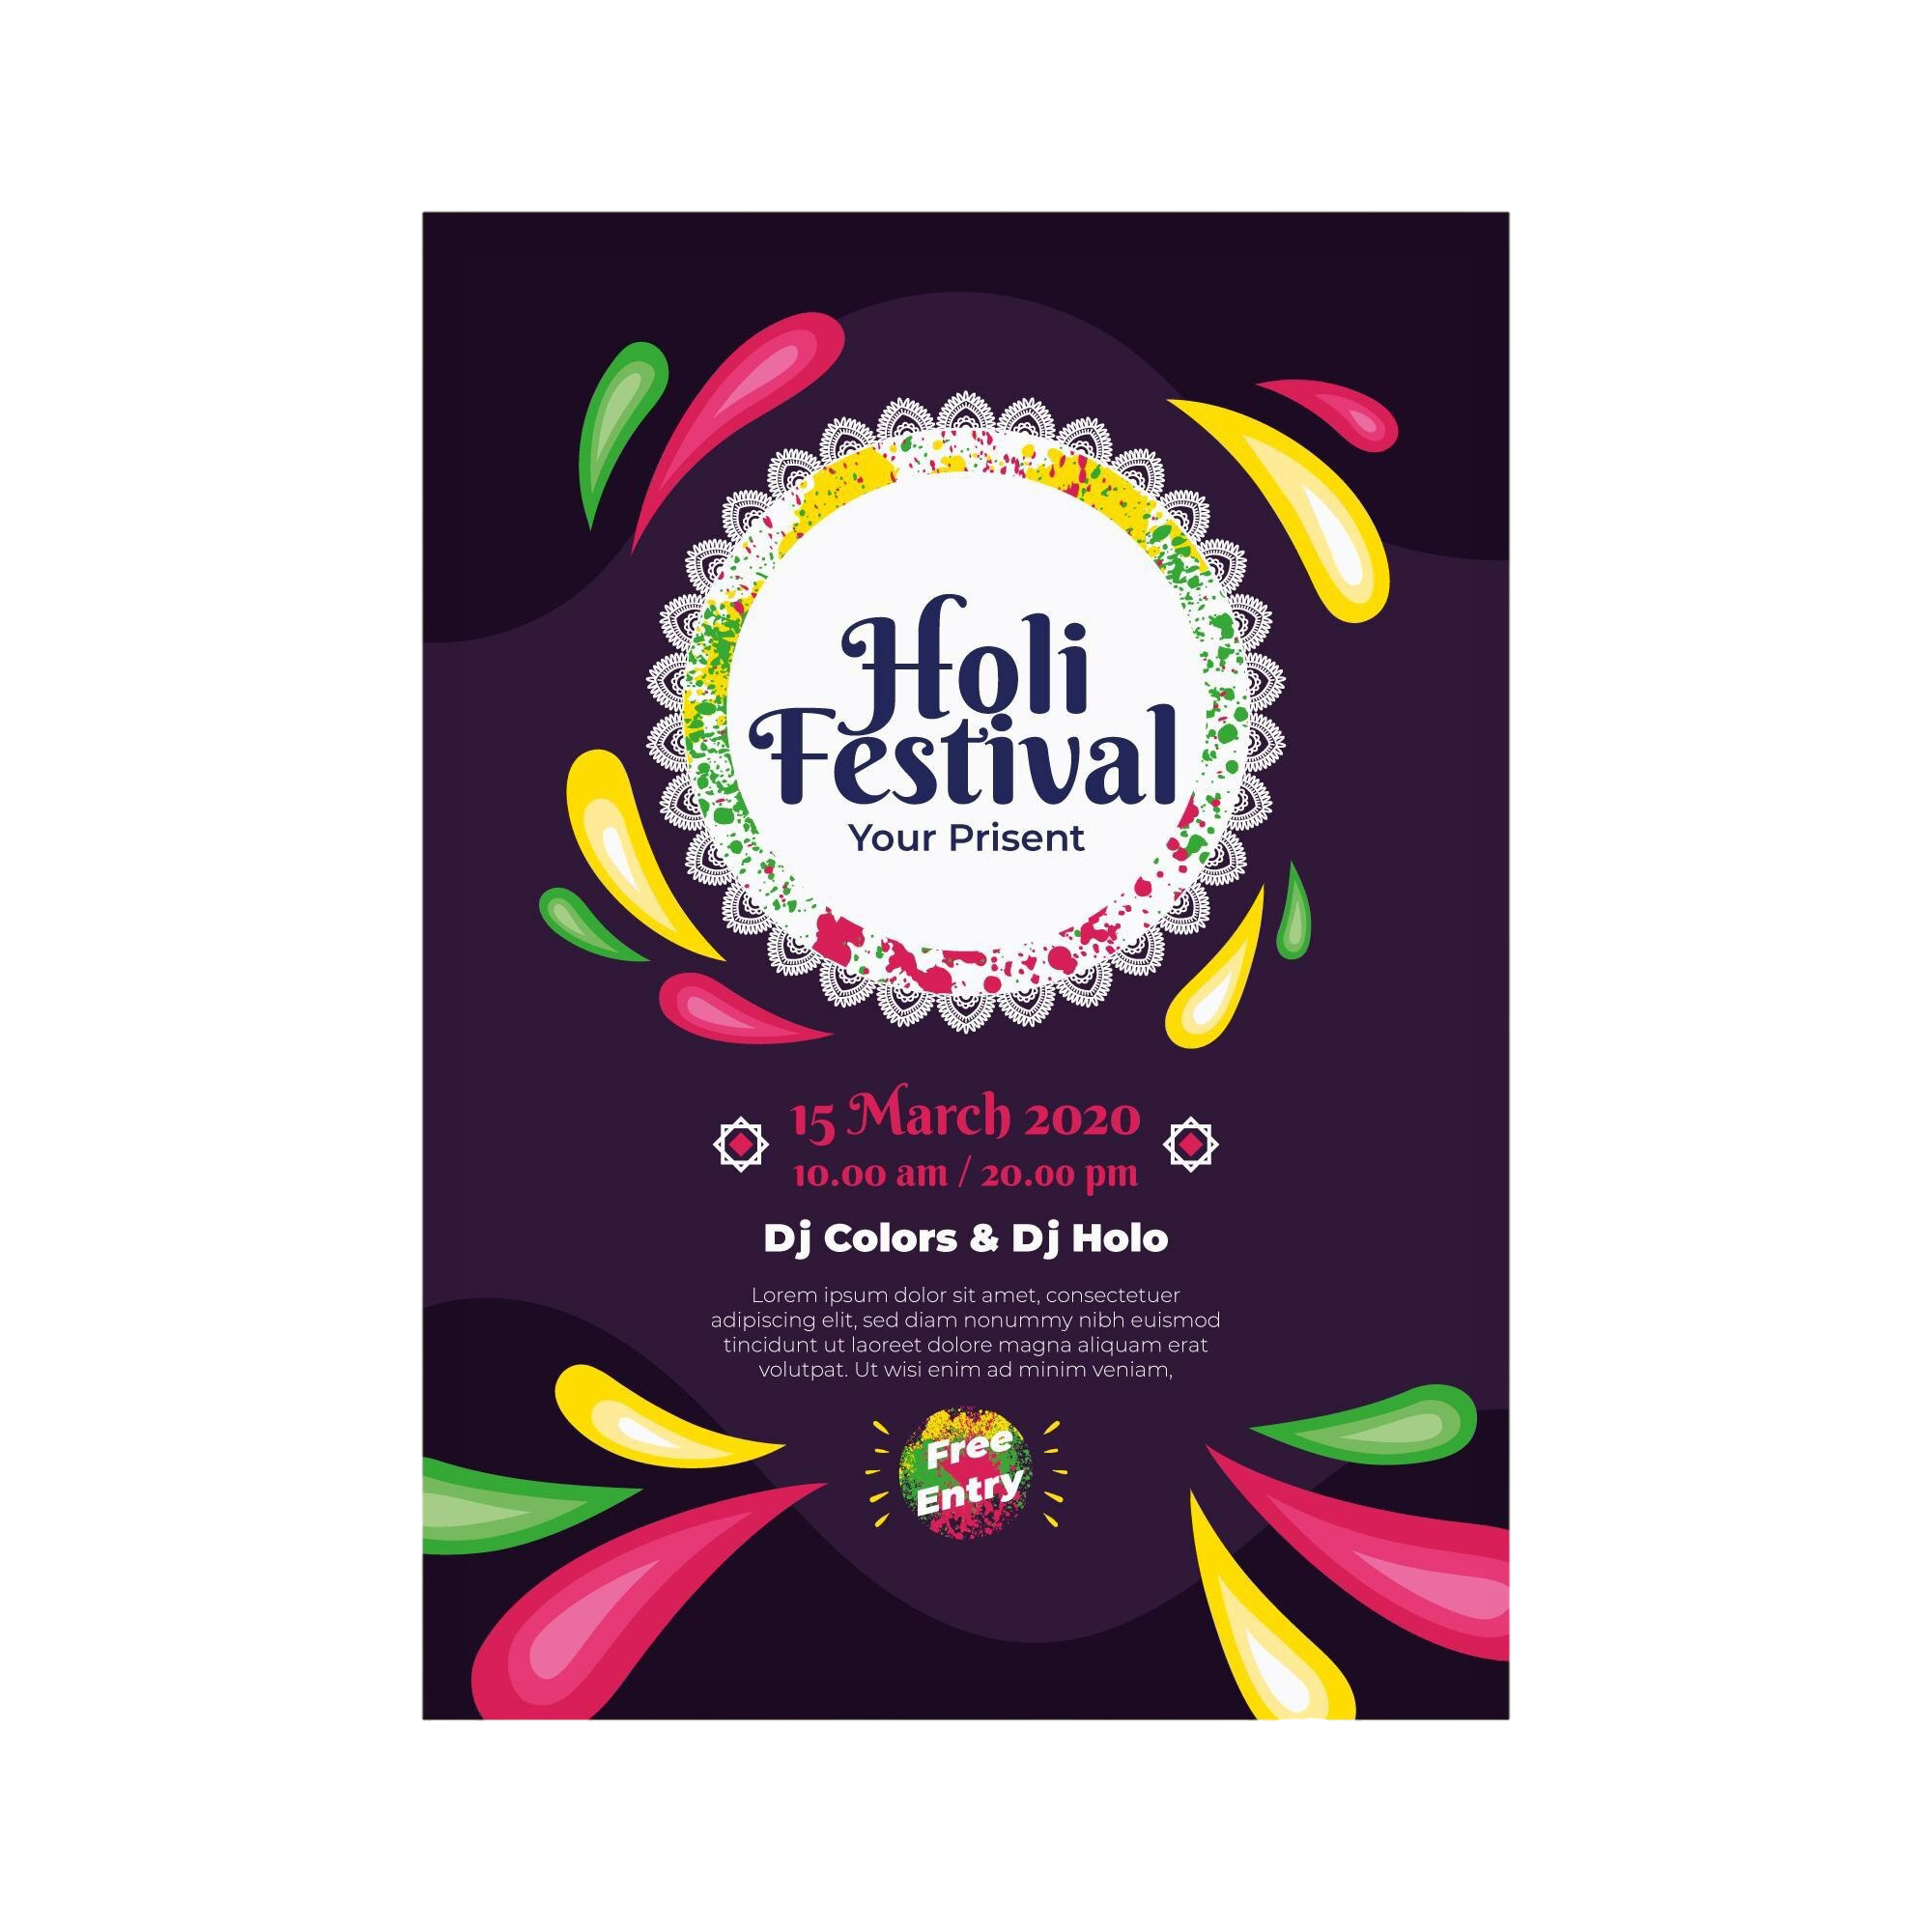 Holi
Festival
Your Prisent
15 March 2020
10.00 am / 20.00 pm
Dj Colors & Dj Holo
Lorem ipsum dolor sit amet, consectetuer
adipiscing elit, sed diam nonummy nibh euismod
tincidunt ut laoreet dolore magna aliquam erat
volutpat. Ut wisi enim ad minim veniam,
Free
Entry